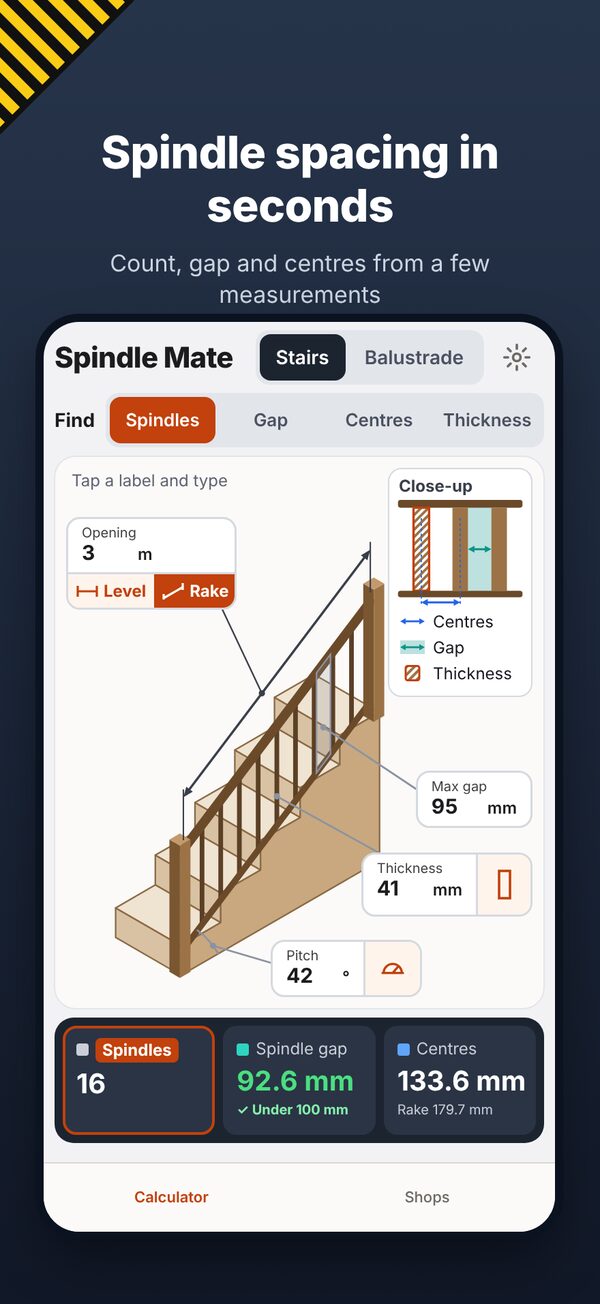 Spindle spacing in
seconds
Count, gap and centres from a few
measurements
Spindle Mate
Stairs
Balustrade
Find
Spindles
Gap
Centres
Thickness
Tap a label and type
Close-up
Opening
3 m
Level
Rake
Centres
Gap
Thickness
Max gap
95 mm
Thickness
41 mm
Pitch
42 °
Spindles
16
Spindle gap
92.6 mm
✓ Under 100 mm
Centres
133.6 mm
Rake 179.7 mm
Calculator
Shops